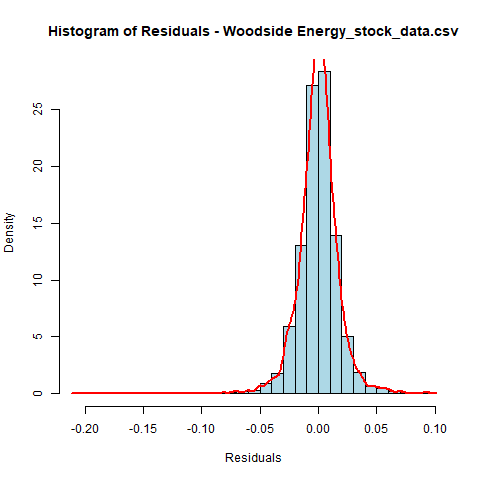 Histogram of Residuals - Woodside Energy_stock_data.csv
Density
25
20
15
10
5
0
-0.20 -0.15 -0.10 -0.05 0.00 0.05 0.10
Residuals